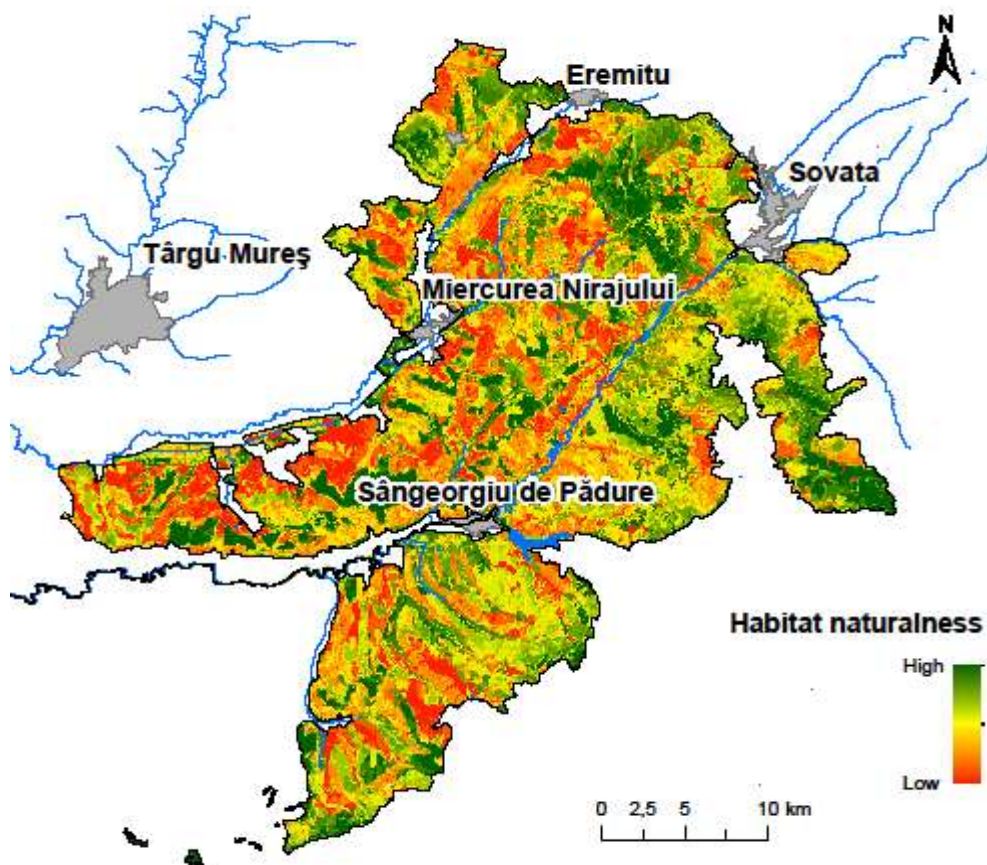 N
Eremitu
Sovata
Târgu Mureş
Miercurea Nirajului
Sângeorgiu de Pădure
Habitat naturalness
High
Low
0 2,5 5 10 km